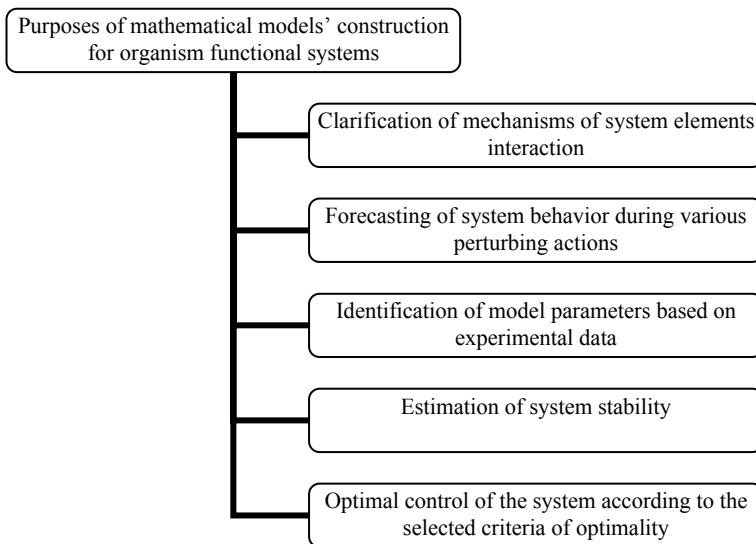 Purposes of mathematical models’ construction
for organism functional systems
Clarification of mechanisms of system elements
interaction
Forecasting of system behavior during various
perturbing actions
Identification of model parameters based on
experimental data
Estimation of system stability
Optimal control of the system according to the
selected criteria of optimality